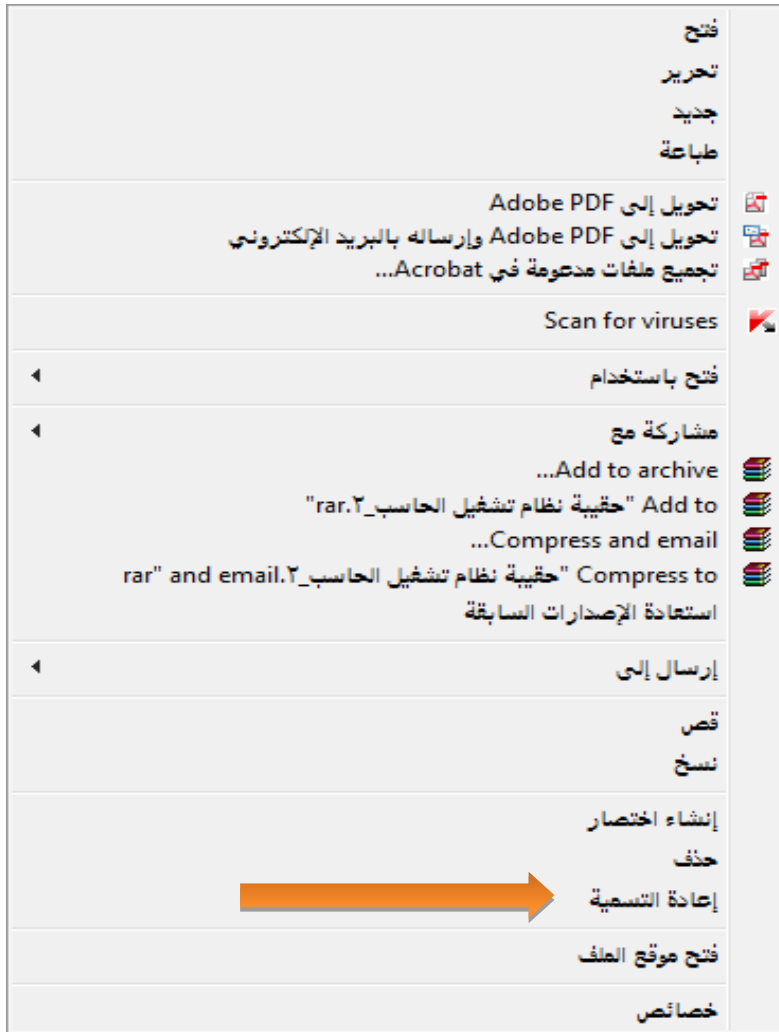 فتح
تحرير
جديد
طباعة
تحويل إلى Adobe PDF
تحويل إلى Adobe PDF وإرساله بالبريد الإلكتروني
تجميع ملفات مدعومة في Acrobat...
Scan for viruses
فتح باستخدام
مشاركة مع
Add to archive...
Add to "حقيبة نظام تشغيل الحاسب_٢.rar"
Compress and email...
Compress to "حقيبة نظام تشغيل الحاسب_٢.rar" and email
استعادة الإصدارات السابقة
إرسال إلى
قص
نسخ
إنشاء اختصار
حذف
إعادة التسمية
فتح موقع الملف
خصائص